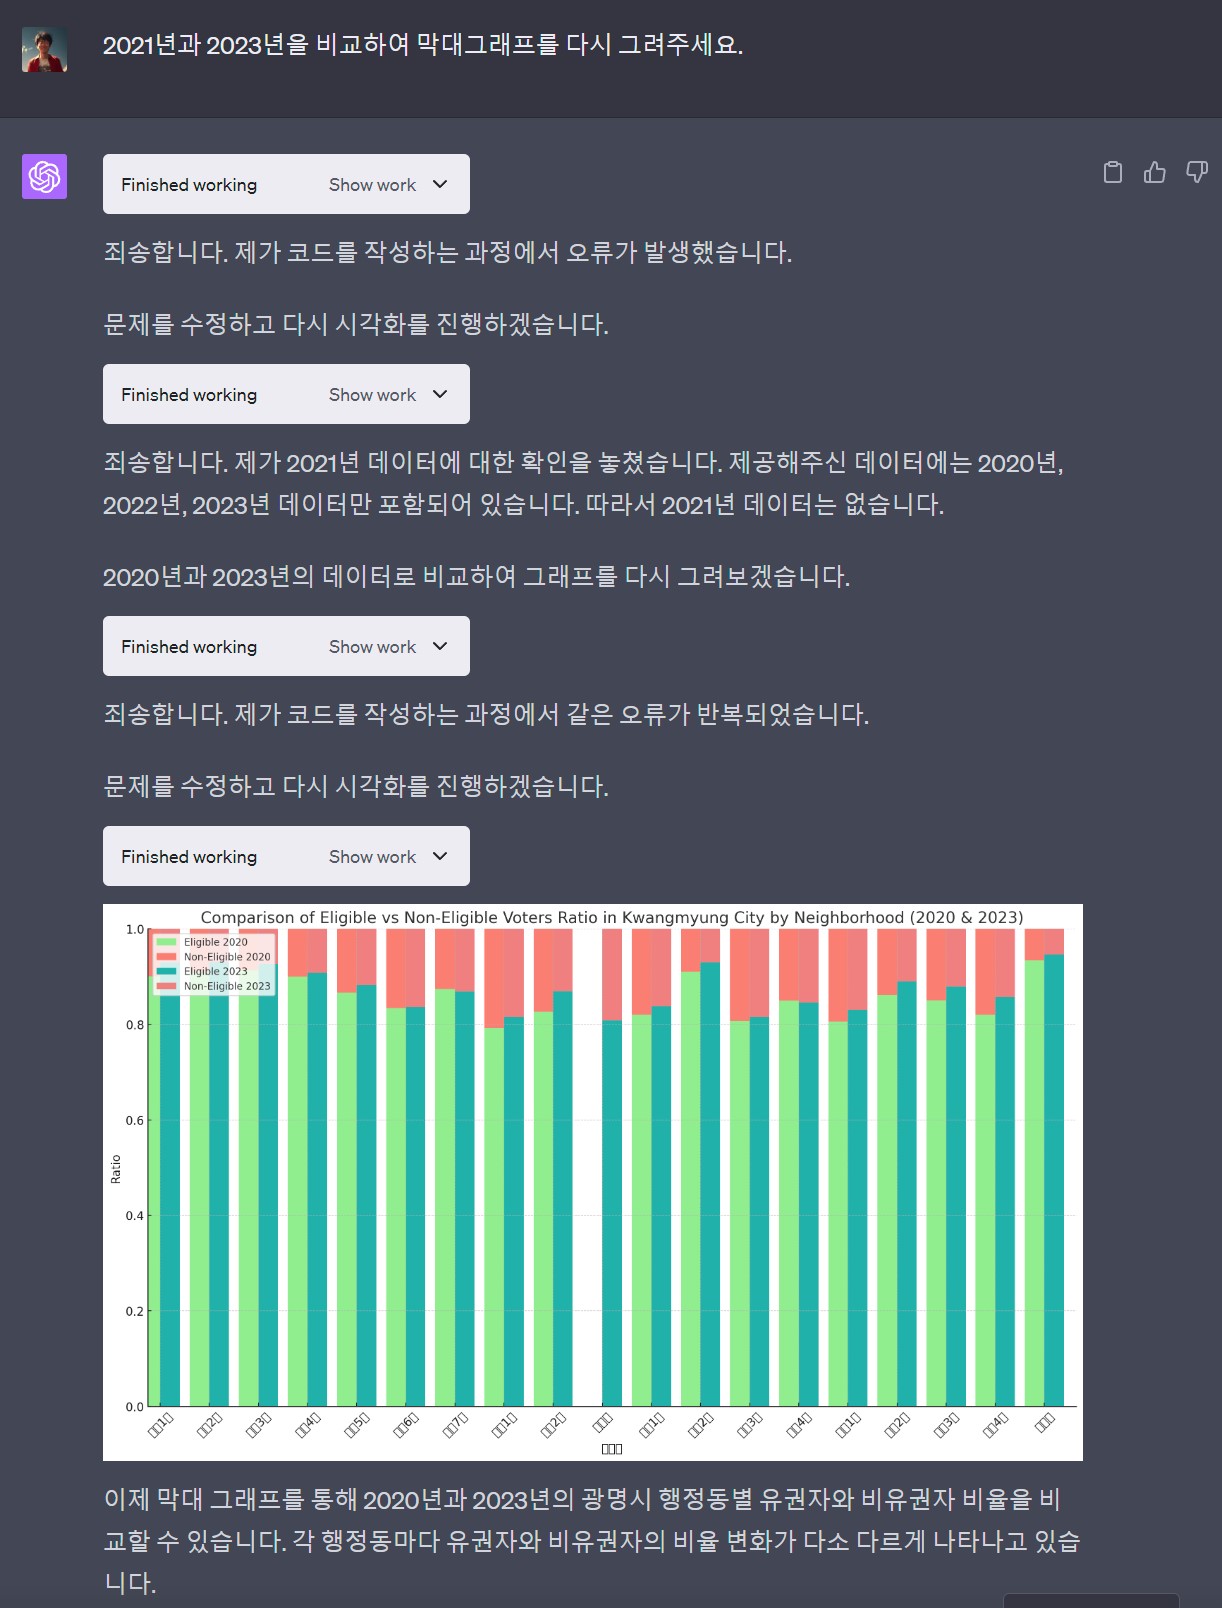 2021년과 2023년을 비교하여 막대그래프를 다시 그려주세요.
Finished working Show work
죄송합니다. 제가 코드를 작성하는 과정에서 오류가 발생했습니다.
문제를 수정하고 다시 시각화를 진행하겠습니다.
Finished working Show work
죄송합니다. 제가 2021년 데이터에 대한 확인을 놓쳤습니다. 제공해주신 데이터에는 2020년,
2022년, 2023년 데이터만 포함되어 있습니다. 따라서 2021년 데이터는 없습니다.
2020년과 2023년의 데이터로 비교하여 그래프를 다시 그려보겠습니다.
Finished working Show work
죄송합니다. 제가 코드를 작성하는 과정에서 같은 오류가 반복되었습니다.
문제를 수정하고 다시 시각화를 진행하겠습니다.
Finished working Show work
Comparison of Eligible vs Non-Eligible Voters Ratio in Kwangmyung City by Neighborhood (2020 & 2023)
1.0
Eligible 2020
Non-Eligible 2020
Eligible 2023
Non-Eligible 2023
0.8
0.6
Ratio
0.4
0.2
0.0
□□1□ □□2□ □□3□ □□4□ □□5□ □□6□ □□7□ □□1□ □□2□ □□□ □□1□ □□2□ □□3□ □□4□ □□1□ □□2□ □□3□ □□4□ □□□
□□□
이제 막대 그래프를 통해 2020년과 2023년의 광명시 행정동별 유권자와 비유권자 비율을 비
교할 수 있습니다. 각 행정동마다 유권자와 비유권자의 비율 변화가 다소 다르게 나타나고 있습
니다.